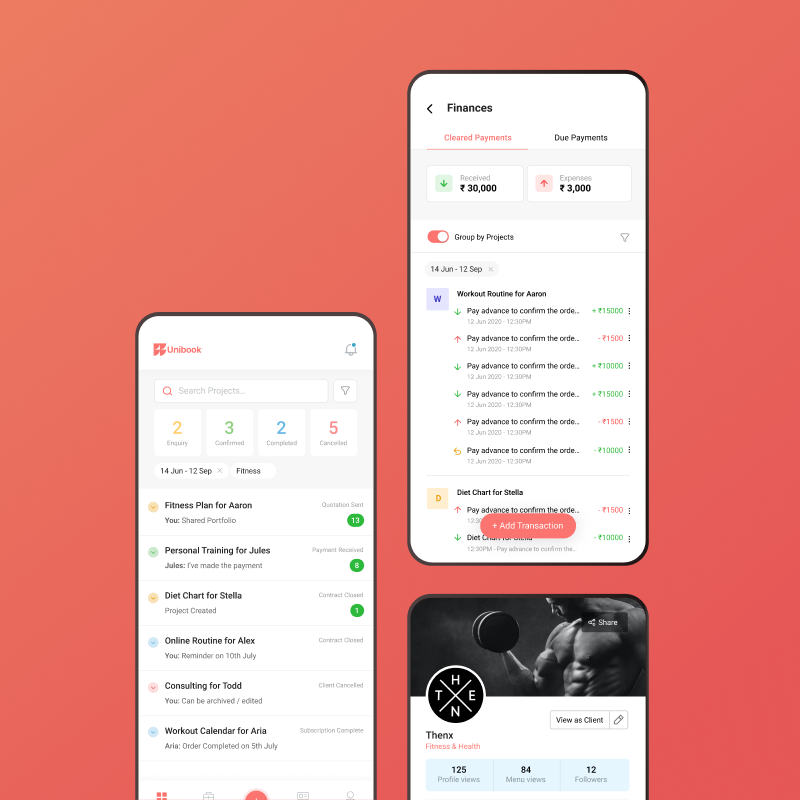 Finances
Cleared Payments Due Payments
Received
₹ 30,000
Expenses
₹ 3,000
Group by Projects
14 Jun - 12 Sep ×
W
Workout Routine for Aaron
Pay advance to confirm the orde... + ₹15000
12 Jun 2020 - 12:30PM
Pay advance to confirm the orde... - ₹1500
12 Jun 2020 - 12:30PM
Pay advance to confirm the orde... + ₹10000
12 Jun 2020 - 12:30PM
Pay advance to confirm the orde... + ₹15000
12 Jun 2020 - 12:30PM
Pay advance to confirm the orde... - ₹1500
12 Jun 2020 - 12:30PM
Pay advance to confirm the orde... - ₹10000
12 Jun 2020 - 12:30PM
D
Diet Chart for Stella
Pay advance to confirm the orde... - ₹1500
+ Add Transaction
Diet Chart for Stella - ₹10000
12:30PM - Pay advance to confirm the..
Unibook
Search Projects...
2 3 2 5
Enquiry Confirmed Completed Cancelled
14 Jun - 12 Sep × Fitness
Fitness Plan for Aaron Quotation Sent
You: Shared Portfolio 13
Personal Training for Jules Payment Received
Jules: I've made the payment 8
Diet Chart for Stella Contract Closed
Project Created 1
Online Routine for Alex Contract Closed
You: Reminder on 10th July
Consulting for Todd Client Cancelled
You: Can be archived / edited
Workout Calendar for Aria Subscription Complete
Aria: Order Completed on 5th July
Share
H
T E
N
View as Client
Thenx
Fitness & Health
125 84 12
Profile views Menu views Followers